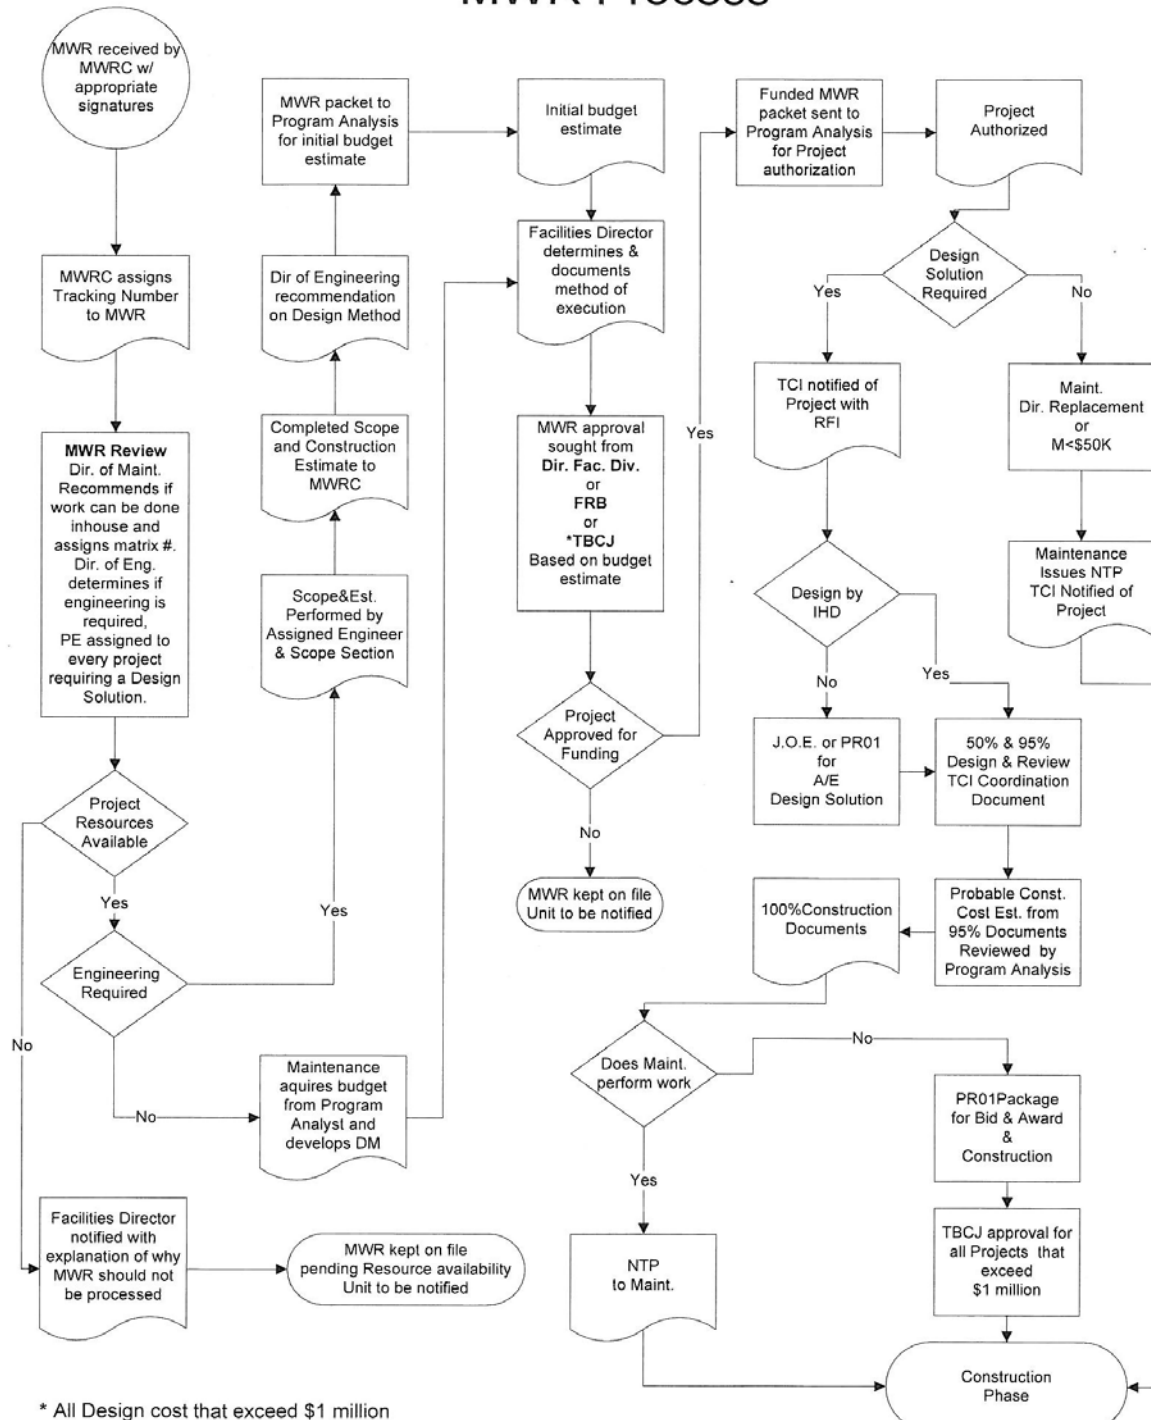 MWR Process
MWR received by
MWRC w/
appropriate
signatures
MWRC assigns
Tracking Number
to MWR
MWR Review
Dir. of Maint.
Recommends if
work can be done
inhouse and
assigns matrix #.
Dir. of Eng.
determines if
engineering is
required,
PE assigned to
every project
requiring a Design
Solution.
Project
Resources
Available
Yes
No
Engineering
Required
Yes
No
Facilities Director
notified with
explanation of why
MWR should not
be processed
MWR kept on file
pending Resource availability
Unit to be notified
Maintenance
aquires budget
from Program
Analyst and
develops DM
Scope&Est.
Performed by
Assigned Engineer
& Scope Section
Completed Scope
and Construction
Estimate to
MWRC
Dir of Engineering
recommendation
on Design Method
MWR packet to
Program Analysis
for initial budget
estimate
Initial budget
estimate
Facilities Director
determines &
documents
method of
execution
MWR approval
sought from
Dir. Fac. Div.
or
FRB
or
*TBCJ
Based on budget
estimate
Project
Approved for
Funding
Yes
No
MWR kept on file
Unit to be notified
Funded MWR
packet sent to
Program Analysis
for Project
authorization
Project
Authorized
Design
Solution
Required
Yes
No
TCI notified of
Project with
RFI
Maint.
Dir. Replacement
or
M<$50K
Maintenance
Issues NTP
TCI Notified of
Project
Design by
IHD
No
Yes
J.O.E. or PR01
for
A/E
Design Solution
50% & 95%
Design & Review
TCI Coordination
Document
Probable Const.
Cost Est. from
95% Documents
Reviewed by
Program Analysis
100%Construction
Documents
Does Maint.
perform work
No
Yes
PR01Package
for Bid & Award
&
Construction
TBCJ approval for
all Projects that
exceed
$1 million
NTP
to Maint.
Construction
Phase
* All Design cost that exceed $1 million